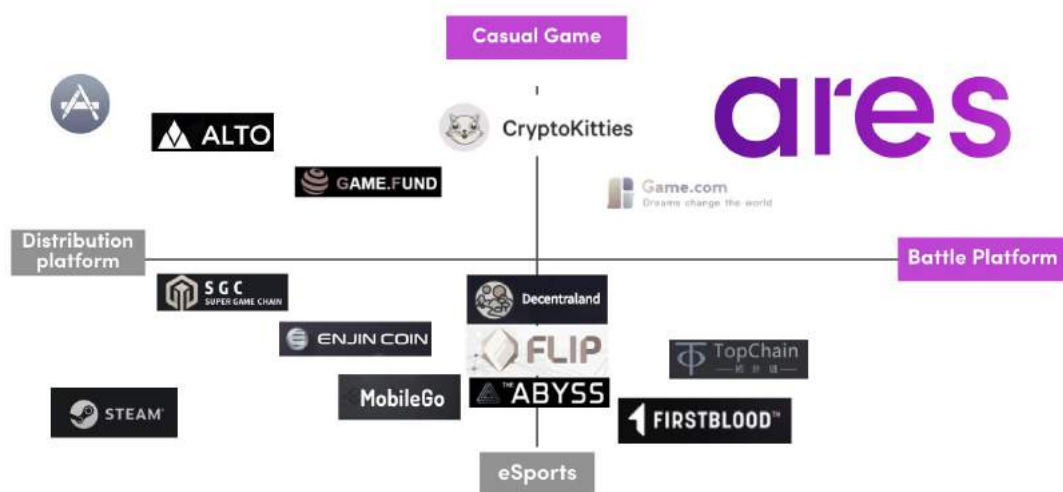 Casual Game
ares
ALTO
CryptoKitties
GAME.FUND
Game.com
Dreams change the world
Distribution
platform
Battle Platform
SGC
SUPER GAME CHAIN
Decentraland
ENJIN COIN
FLIP
TopChain
STEAM
MobileGo
THE ABYSS
FIRSTBLOOD™
eSports